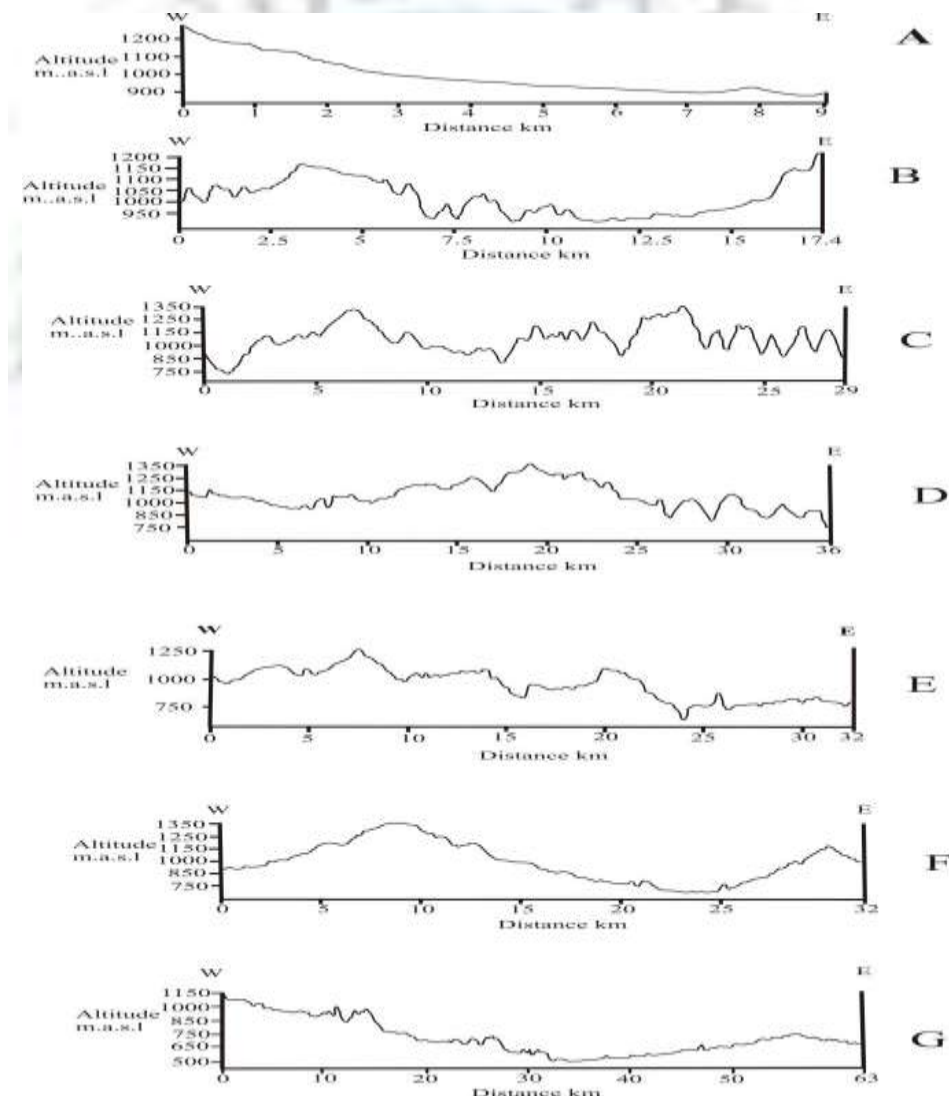 W E
A
Altitude
m..a.s.l
1200
1100
1000
900
0 1 2 3 4 5 6 7 8 9
Distance km
W E
B
Altitude
m..a.s.l
1200
1150
1100
1050
1000
950
0 2.5 5 7.5 10 12.5 15 17.4
Distance km
W E
C
Altitude
m..a.s.l
1350
1250
1150
1000
850
750
0 5 10 15 20 25 29
Distance km
W E
D
Altitude
m.a.s.l
1350
1250
1150
1000
850
750
0 5 10 15 20 25 30 36
Distance km
W E
E
Altitude
m.a.s.l
1250
1000
750
0 5 10 15 20 25 30 32
Distance km
W E
F
Altitude
m.a.s.l
1350
1250
1150
1000
850
750
0 5 10 15 20 25 32
Distance km
W E
G
Altitude
m.a.s.l
1150
1000
850
750
650
500
0 10 20 30 40 50 63
Distance km